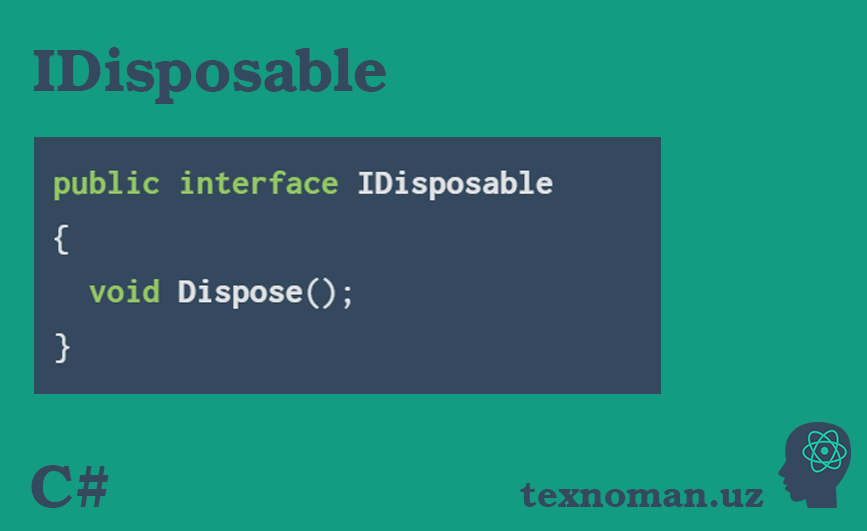 IDisposable
public interface IDisposable
{
  void Dispose();
}
C#
texnoman.uz